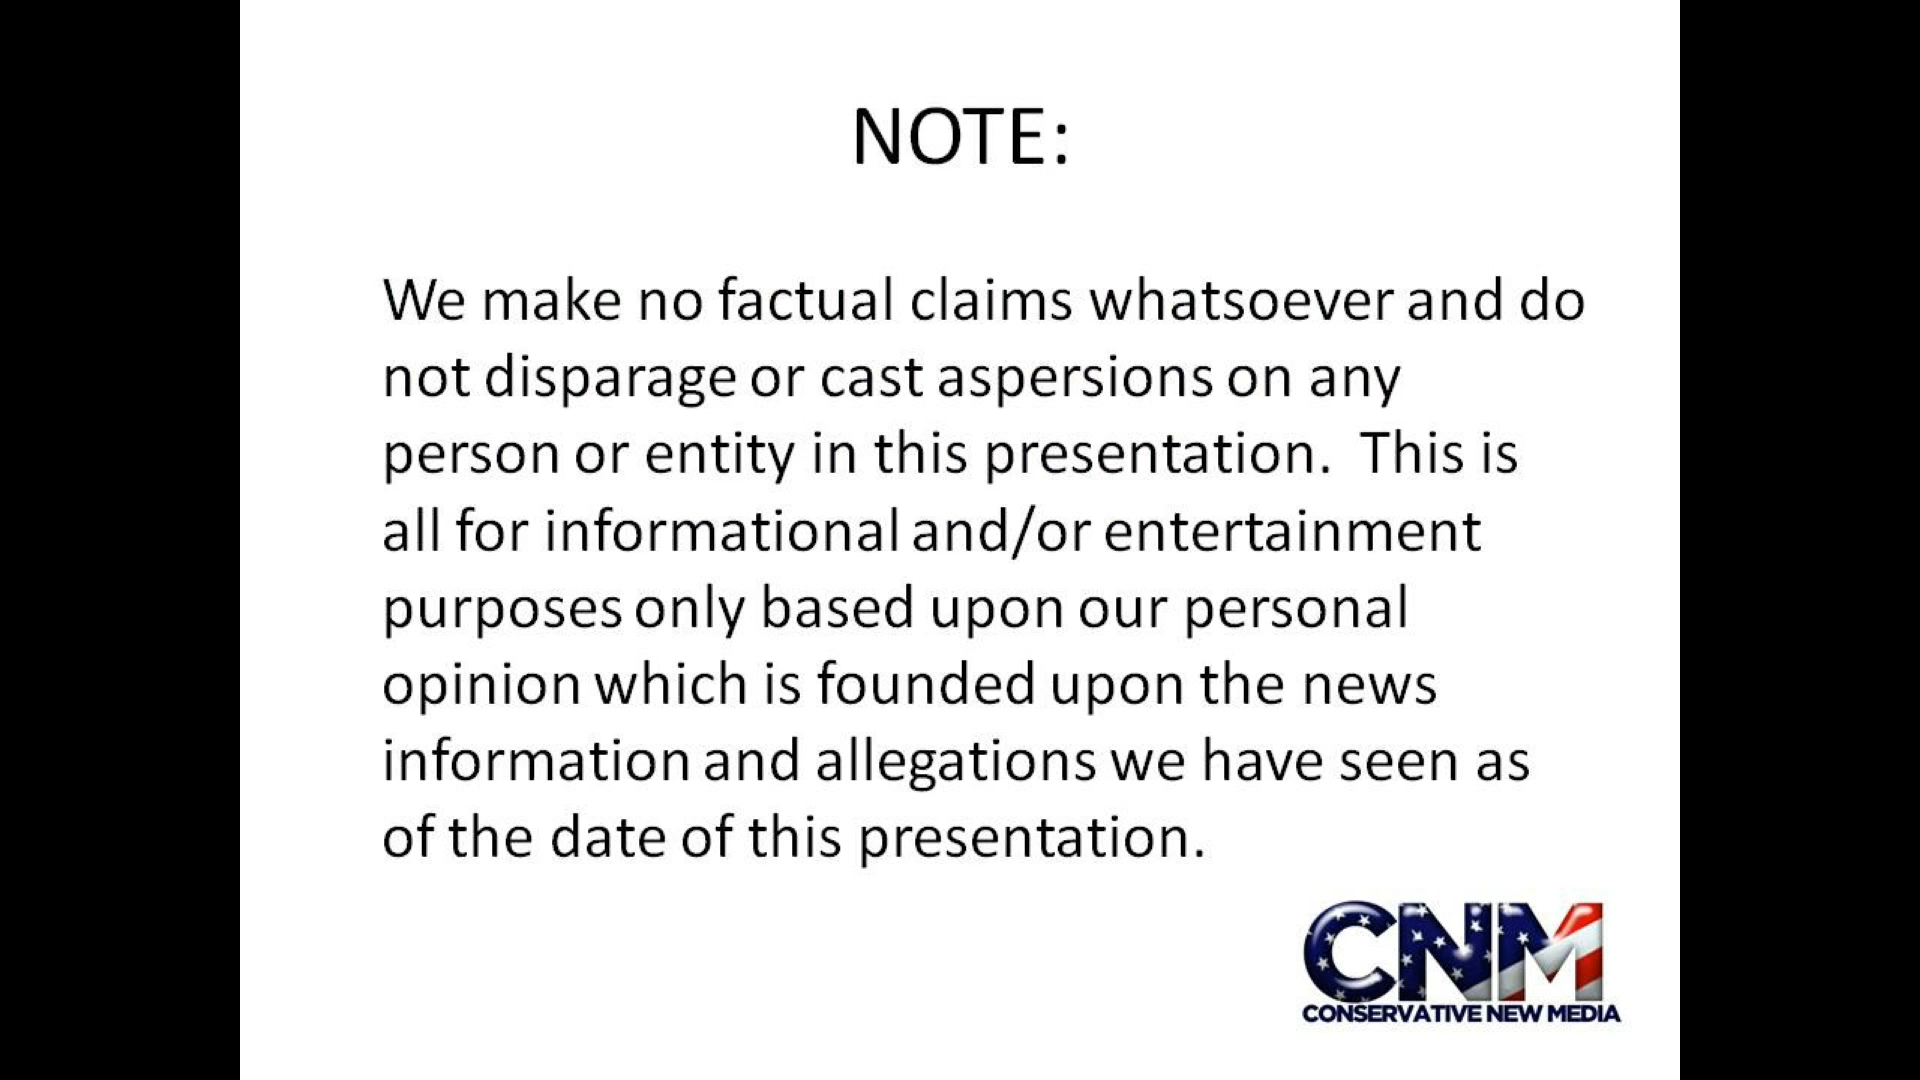 NOTE:
We make no factual claims whatsoever and do
not disparage or cast aspersions on any
person or entity in this presentation.  This is
all for informational and/or entertainment
purposes only based upon our personal
opinion which is founded upon the news
information and allegations we have seen as
of the date of this presentation.
CNM
CONSERVATIVE NEW MEDIA